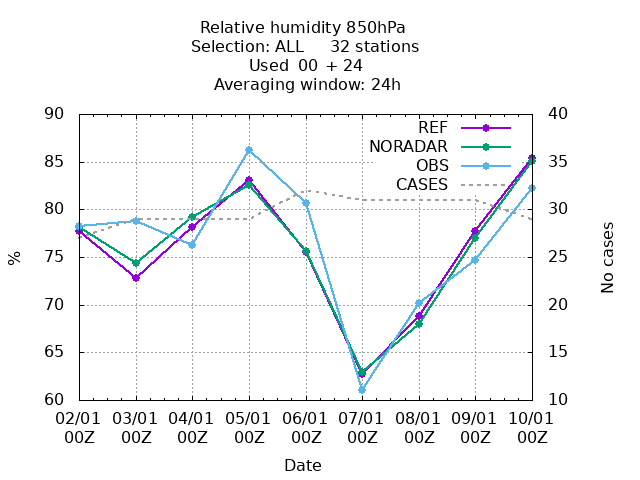 Relative humidity 850hPa
Selection: ALL 32 stations
Used 00 + 24
Averaging window: 24h
90 40
REF
NORADAR
85 OBS 35
CASES
80 30
75 25
% No cases
70 20
65 15
60 10
02/01 03/01 04/01 05/01 06/01 07/01 08/01 09/01 10/01
00Z 00Z 00Z 00Z 00Z 00Z 00Z 00Z 00Z
Date